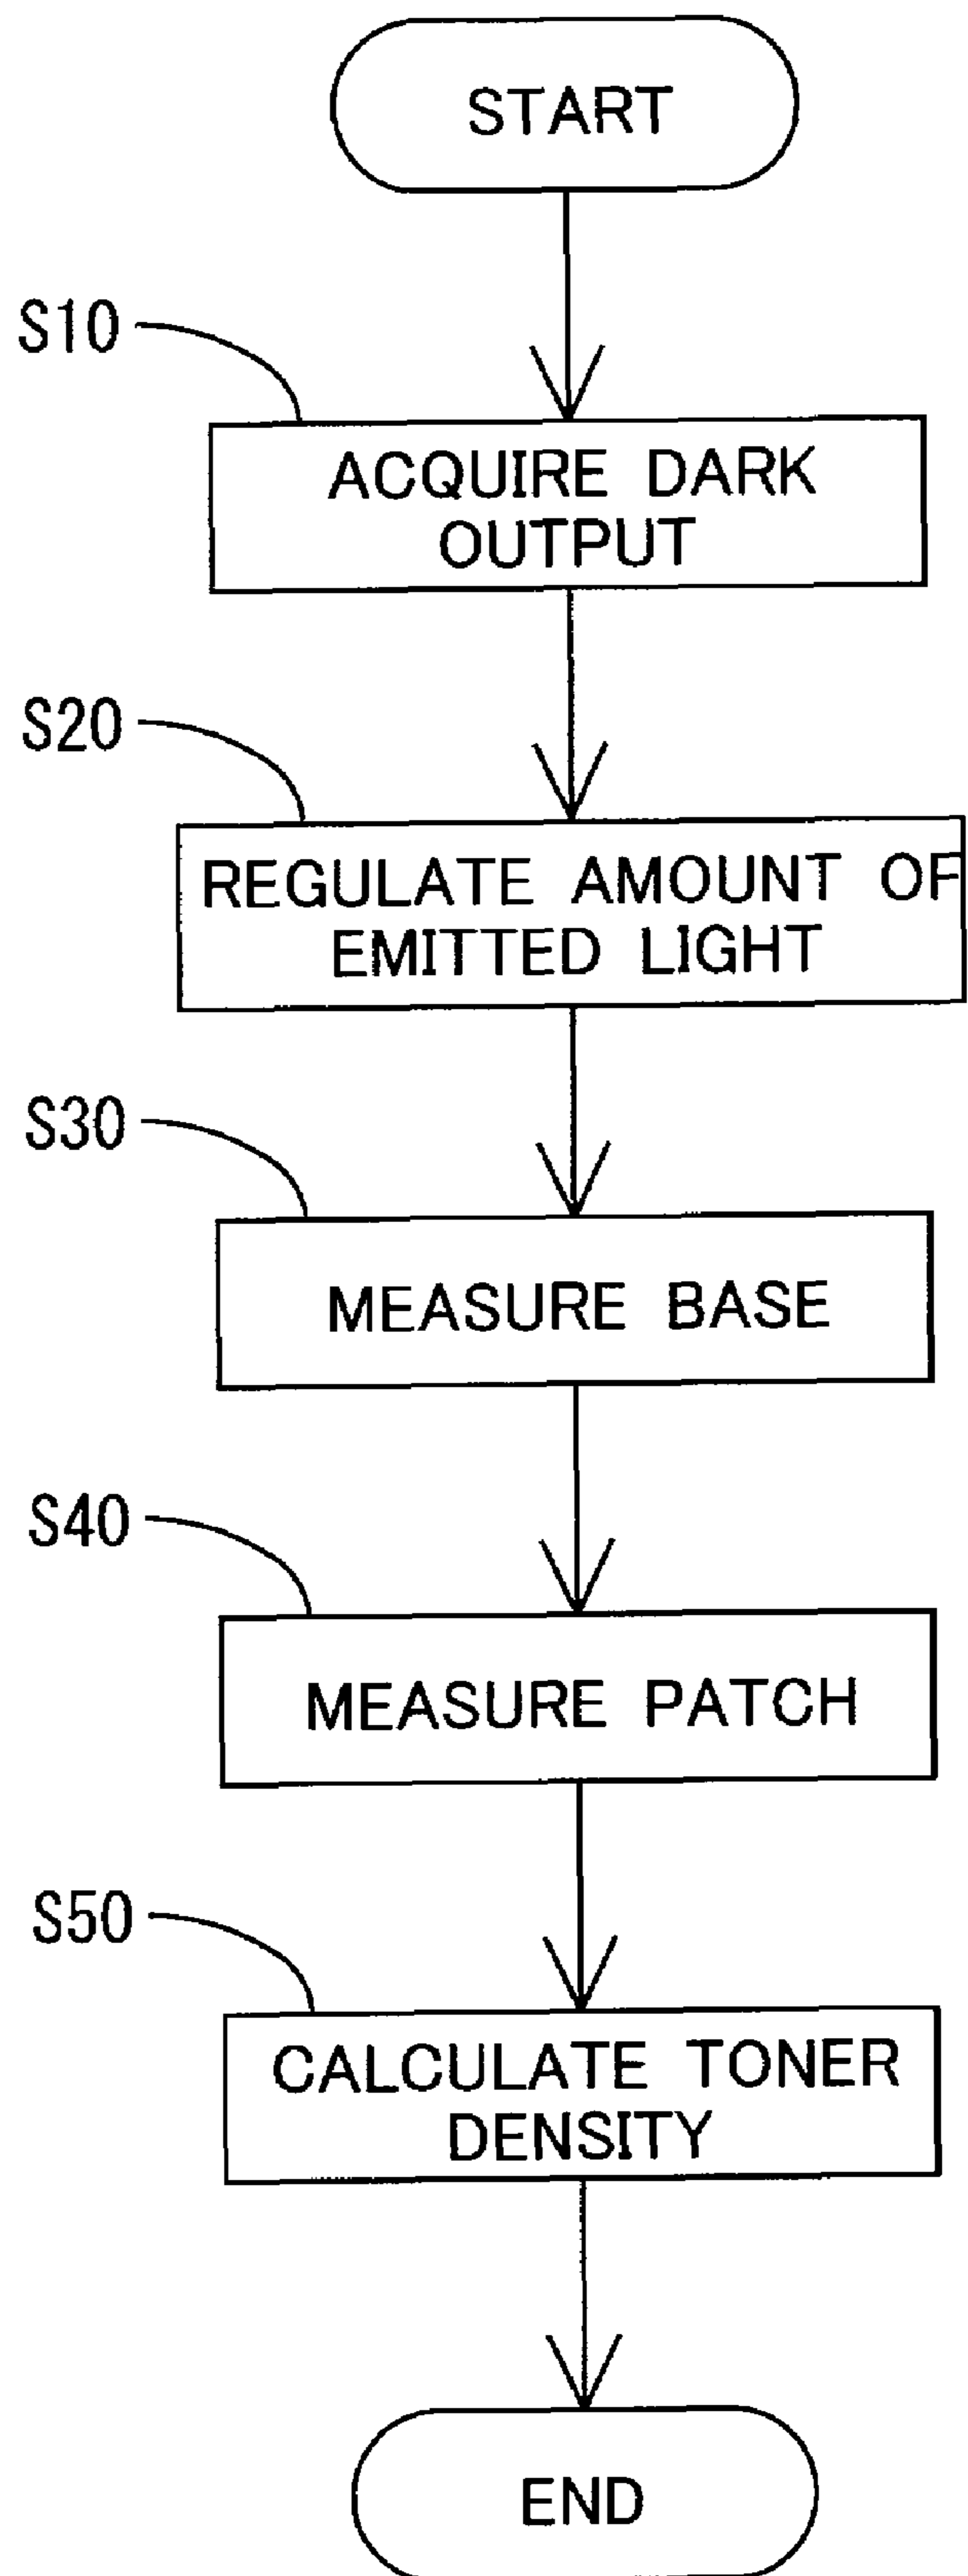 START
S10
ACQUIRE DARK
OUTPUT
S20
REGULATE AMOUNT OF
EMITTED LIGHT
S30
MEASURE BASE
S40
MEASURE PATCH
S50
CALCULATE TONER
DENSITY
END